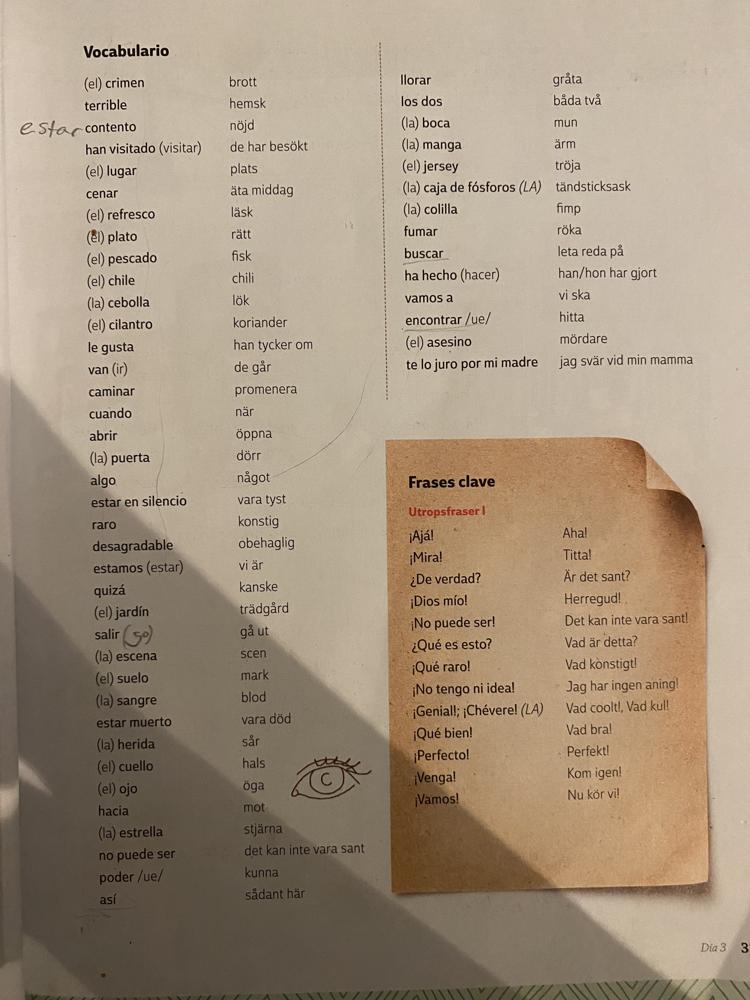 Vocabulario
(el) crimen brott
terrible hemsk
estar contento nöjd
han visitado (visitar) de har besökt
(el) lugar plats
cenar äta middag
(el) refresco läsk
(el) plato rätt
(el) pescado fisk
(el) chile chili
(la) cebolla lök
(el) cilantro koriander
le gusta han tycker om
van (ir) de går
caminar promenera
cuando när
abrir öppna
(la) puerta dörr
algo något
estar en silencio vara tyst
raro konstig
desagradable obehaglig
estamos (estar) vi är
quizá kanske
(el) jardín trädgård
salir (go) gå ut
(la) escena scen
(el) suelo mark
(la) sangre blod
estar muerto vara död
(la) herida sår
(el) cuello hals
(el) ojo öga
C
hacia mot
(la) estrella stjärna
no puede ser det kan inte vara sant
poder /ue/ kunna
así sådant här
llorar gråta
los dos båda två
(la) boca mun
(la) manga ärm
(el) jersey tröja
(la) caja de fósforos (LA) tändsticksask
(la) colilla fimp
fumar röka
buscar leta reda på
ha hecho (hacer) han/hon har gjort
vamos a vi ska
encontrar /ue/ hitta
(el) asesino mördare
te lo juro por mi madre jag svär vid min mamma
Frases clave
Utropsfraser I
¡Ajá! Aha!
¡Mira! Titta!
¿De verdad? Är det sant?
¡Dios mío! Herregud!
¡No puede ser! Det kan inte vara sant!
¿Qué es esto? Vad är detta?
¡Qué raro! Vad konstigt!
¡No tengo ni idea! Jag har ingen aning!
¡Genial!; ¡Chévere! (LA) Vad coolt!, Vad kul!
¡Qué bien! Vad bra!
¡Perfecto! Perfekt!
¡Venga! Kom igen!
¡Vamos! Nu kör vi!
Día 3 3